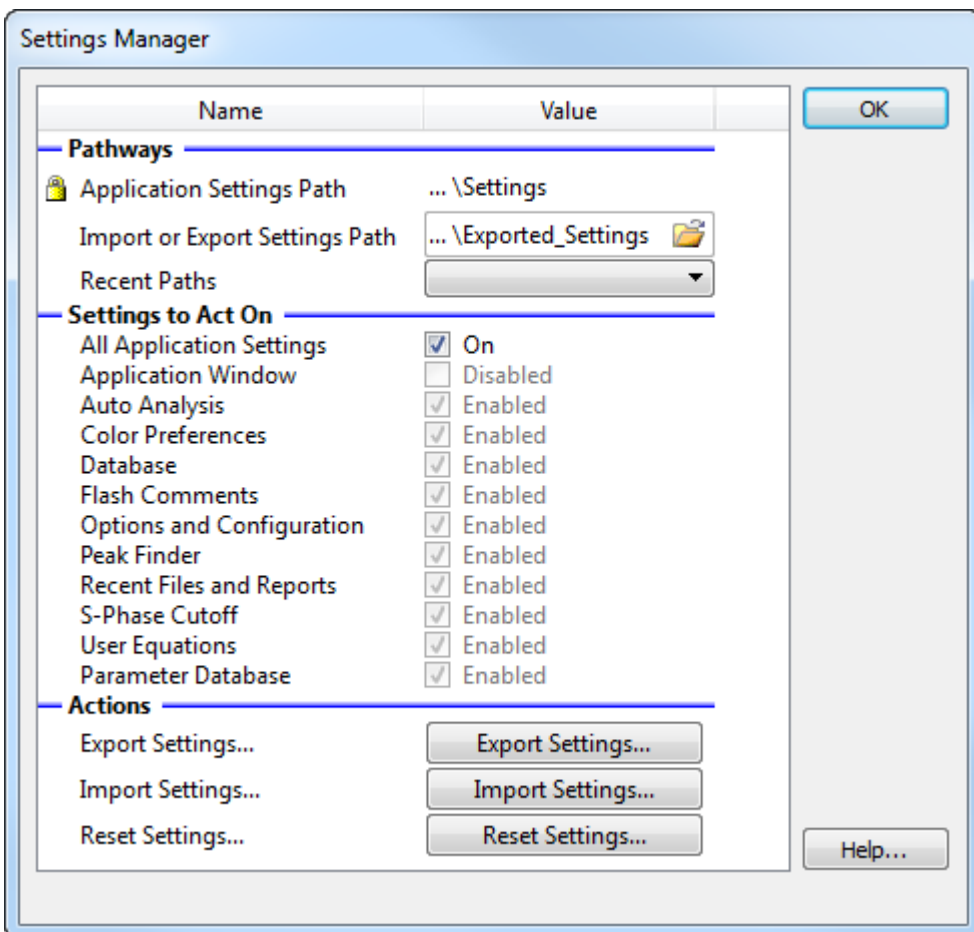 Settings Manager
Name Value
OK
Pathways
Application Settings Path ... \Settings
Import or Export Settings Path ... \Exported_Settings
Recent Paths
Settings to Act On
All Application Settings On
Application Window Disabled
Auto Analysis Enabled
Color Preferences Enabled
Database Enabled
Flash Comments Enabled
Options and Configuration Enabled
Peak Finder Enabled
Recent Files and Reports Enabled
S-Phase Cutoff Enabled
User Equations Enabled
Parameter Database Enabled
Actions
Export Settings... Export Settings...
Import Settings... Import Settings...
Reset Settings... Reset Settings...
Help...